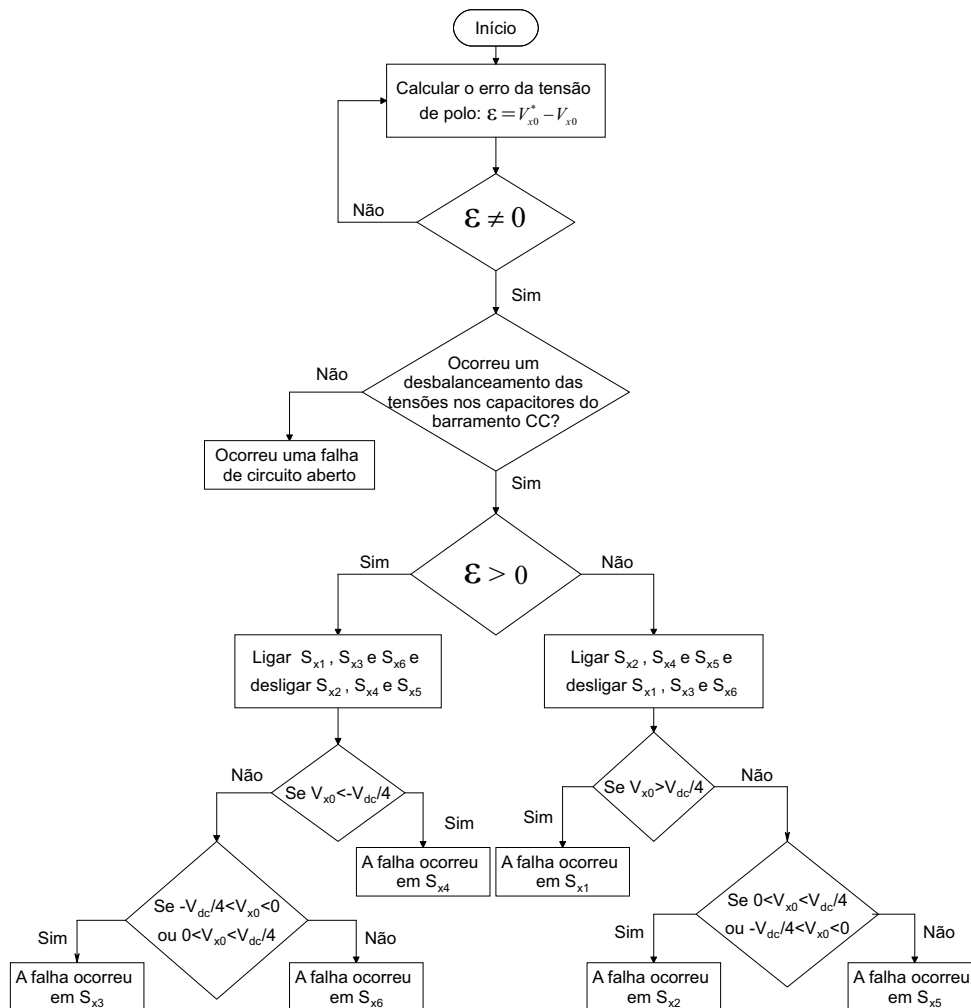 Início
Calcular o erro da tensão
de polo: ε = V*x0 − Vx0
Não
ε ≠ 0
Sim
Ocorreu um
desbalanceamento das
tensões nos capacitores do
barramento CC?
Não
Ocorreu uma falha
de circuito aberto
Sim
Sim
ε > 0
Não
Ligar Sx1 , Sx3 e Sx6 e
desligar Sx2 , Sx4 e Sx5
Ligar Sx2 , Sx4 e Sx5 e
desligar Sx1 , Sx3 e Sx6
Não
Se Vx0<-Vdc/4
Sim
A falha ocorreu
em Sx4
Se Vx0>Vdc/4
Não
Sim
A falha ocorreu
em Sx1
Se -Vdc/4<Vx0<0
ou 0<Vx0<Vdc/4
Sim
Não
A falha ocorreu
em Sx3
A falha ocorreu
em Sx6
Se 0<Vx0<Vdc/4
ou -Vdc/4<Vx0<0
Sim
Não
A falha ocorreu
em Sx2
A falha ocorreu
em Sx5